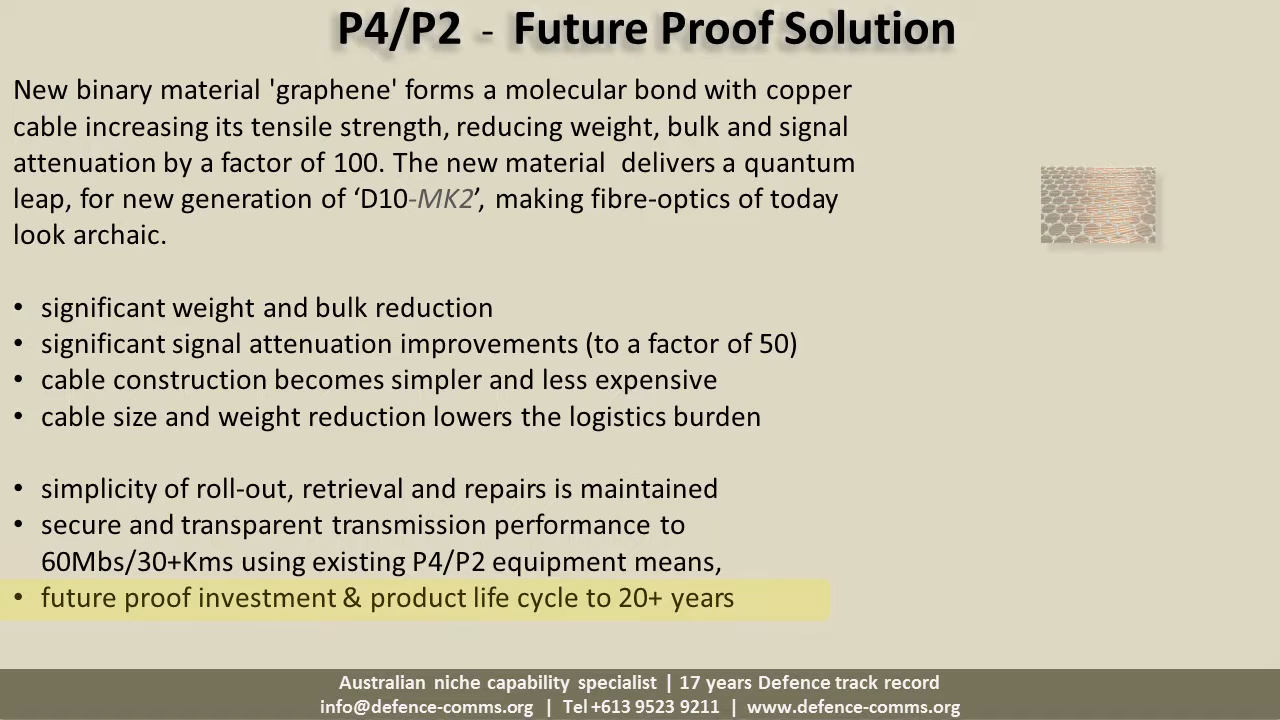 P4/P2 - Future Proof Solution
New binary material 'graphene' forms a molecular bond with copper
cable increasing its tensile strength, reducing weight, bulk and signal
attenuation by a factor of 100. The new material delivers a quantum
leap, for new generation of ‘D10-MK2’, making fibre-optics of today
look archaic.
• significant weight and bulk reduction
• significant signal attenuation improvements (to a factor of 50)
• cable construction becomes simpler and less expensive
• cable size and weight reduction lowers the logistics burden
• simplicity of roll-out, retrieval and repairs is maintained
• secure and transparent transmission performance to
60Mbs/30+Kms using existing P4/P2 equipment means,
• future proof investment & product life cycle to 20+ years
Australian niche capability specialist | 17 years Defence track record
info@defence-comms.org | Tel +613 9523 9211 | www.defence-comms.org